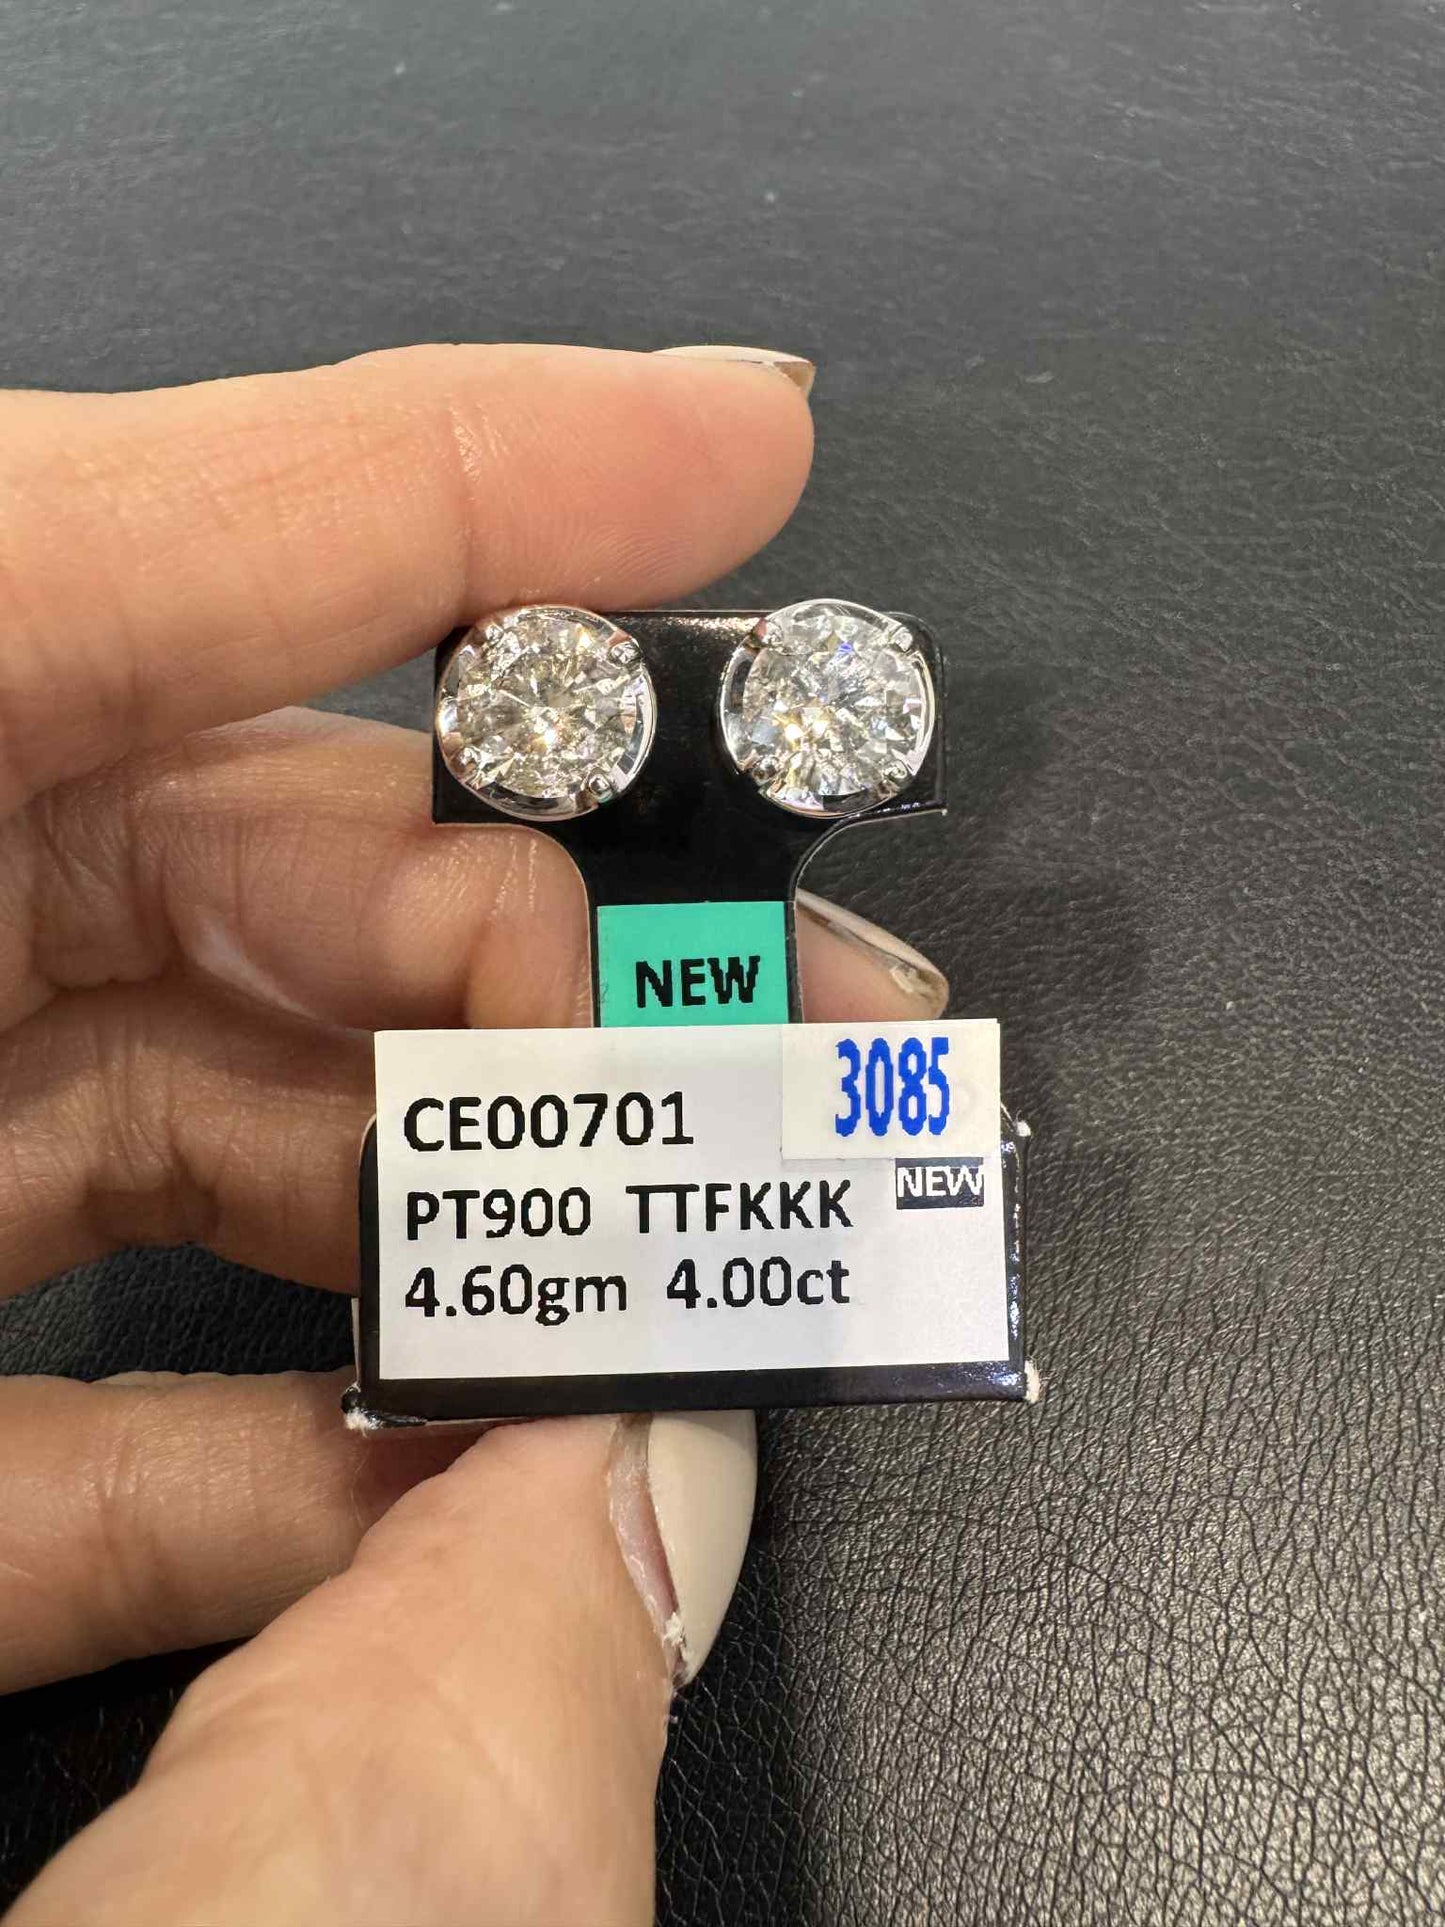 NEW
3085
CE00701
NEW
PT900 TTFKKK
4.60gm 4.00ct